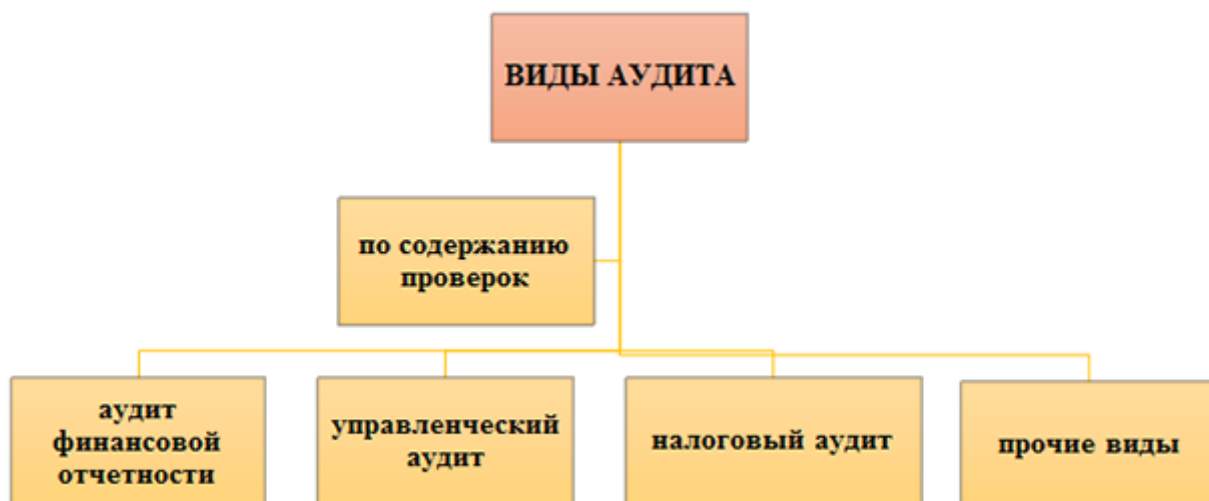 ВИДЫ АУДИТА
по содержанию
проверок
аудит
финансовой
отчетности
управленческий
аудит
налоговый аудит
прочие виды